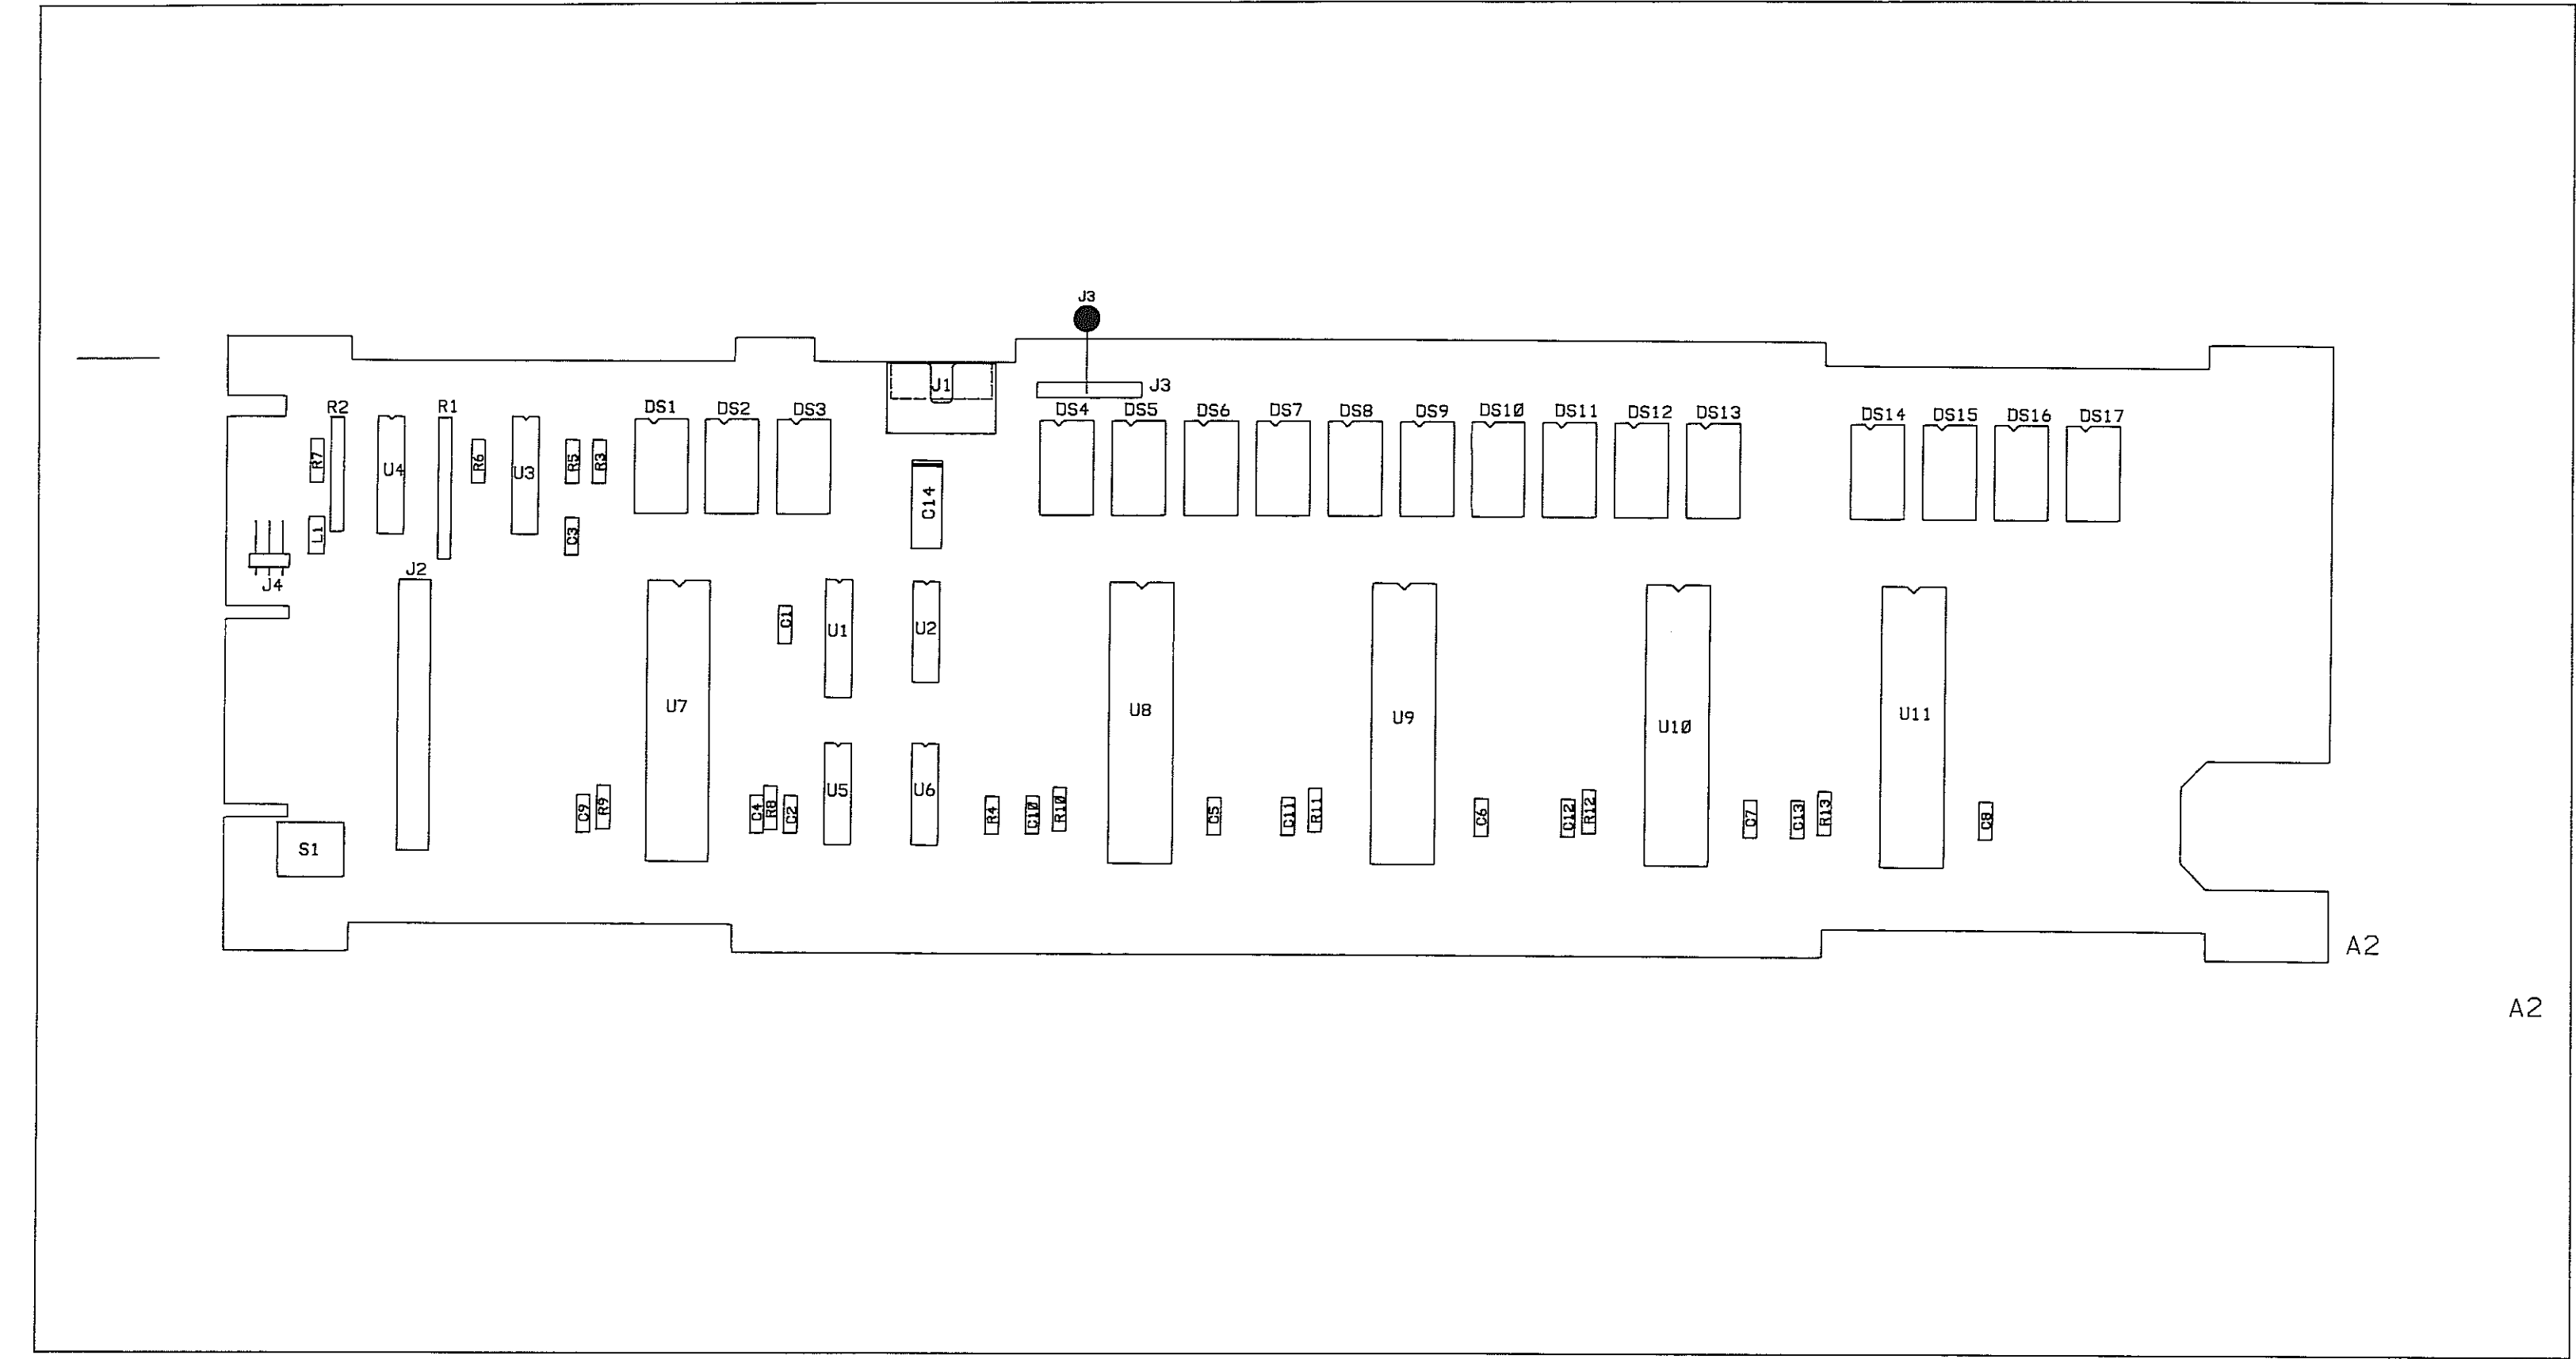 J3
J1
J3
R2
R1
DS1
DS2
DS3
DS4
DS5
DS6
DS7
DS8
DS9
DS10
DS11
DS12
DS13
DS14
DS15
DS16
DS17
R7
U4
R6
U3
R5
R3
C14
L1
C3
J4
J2
C1
U1
U2
U7
U8
U9
U10
U11
C9
R9
C4
R8
C2
U5
U6
R4
C10
R10
C5
C11
R11
C6
C12
R12
C7
C13
R13
C8
S1
A2
A2